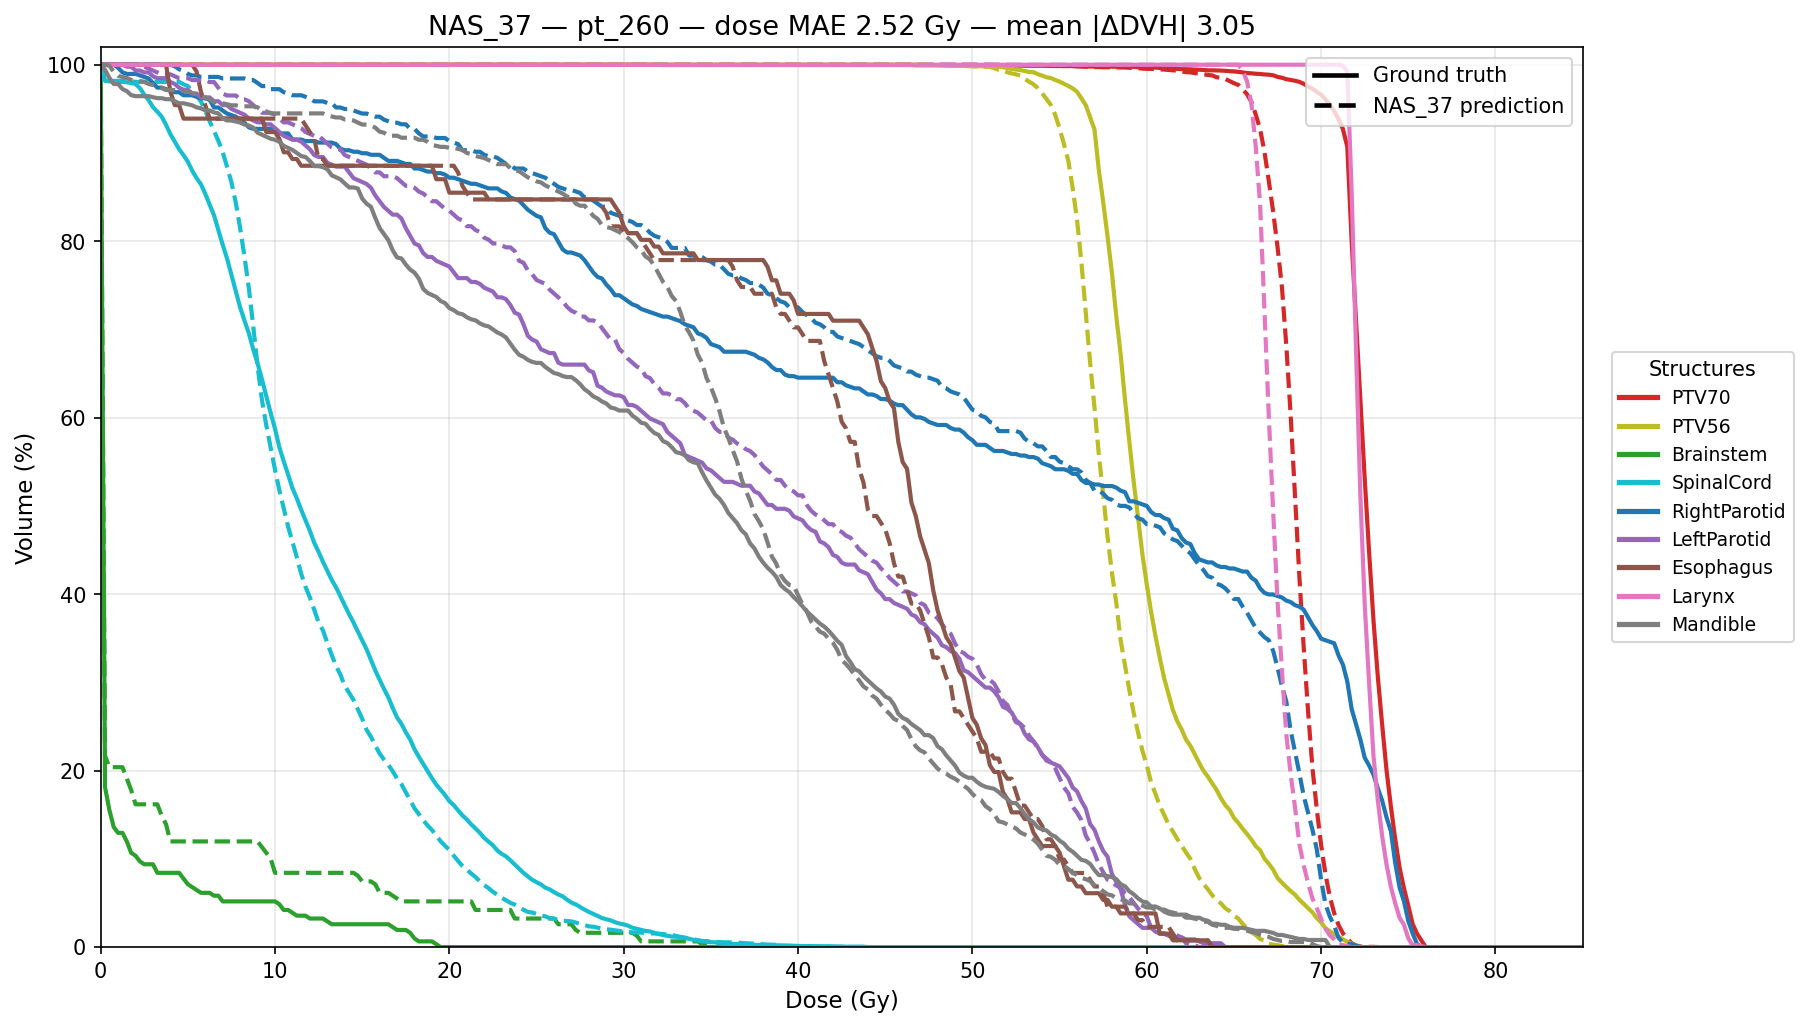 NAS_37 — pt_260 — dose MAE 2.52 Gy — mean |ΔDVH| 3.05
Ground truth
NAS_37 prediction
Volume (%)
100
80
60
40
20
0
0 10 20 30 40 50 60 70 80
Dose (Gy)
Structures
PTV70
PTV56
Brainstem
SpinalCord
RightParotid
LeftParotid
Esophagus
Larynx
Mandible